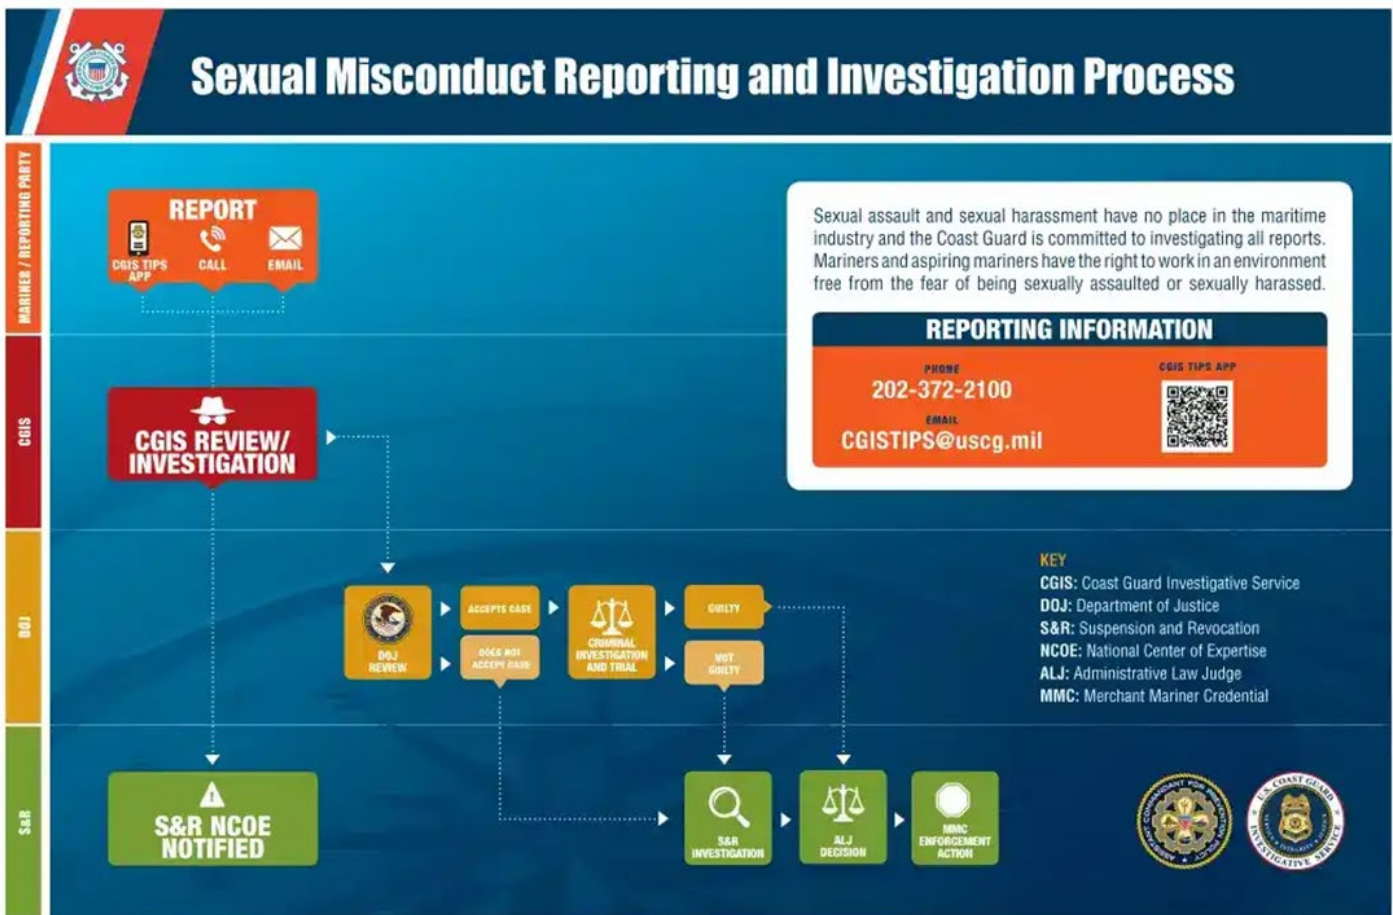 Sexual Misconduct Reporting and Investigation Process
MARINER / REPORTING PARTY
REPORT
CGIS TIPS
APP
CALL
EMAIL
Sexual assault and sexual harassment have no place in the maritime
industry and the Coast Guard is committed to investigating all reports.
Mariners and aspiring mariners have the right to work in an environment
free from the fear of being sexually assaulted or sexually harassed.
REPORTING INFORMATION
PHONE
202-372-2100
EMAIL
CGISTIPS@uscg.mil
CGIS TIPS APP
CGIS
CGIS REVIEW/
INVESTIGATION
DOJ
DOJ
REVIEW
ACCEPTS CASE
DOES NOT
ACCEPT CASE
CRIMINAL
INVESTIGATION
AND TRIAL
GUILTY
NOT
GUILTY
KEY
CGIS: Coast Guard Investigative Service
DOJ: Department of Justice
S&R: Suspension and Revocation
NCOE: National Center of Expertise
ALJ: Administrative Law Judge
MMC: Merchant Mariner Credential
S&R
S&R NCOE
NOTIFIED
S&R
INVESTIGATION
ALJ
DECISION
MMC
ENFORCEMENT
ACTION
ASSISTANT COMMANDANT FOR PREVENTION POLICY
U.S. COAST GUARD
INVESTIGATIVE SERVICE